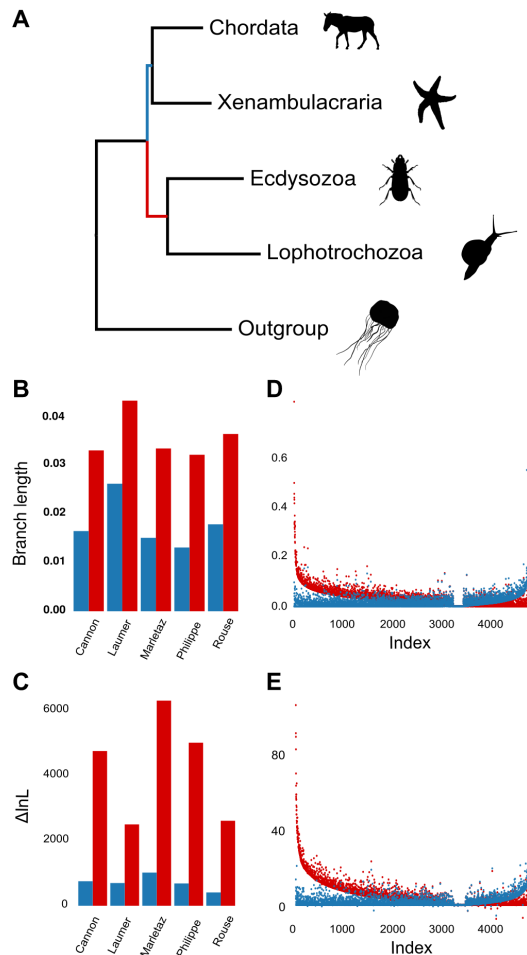 A
Chordata
Xenambulacraria
Ecdysozoa
Lophotrochozoa
Outgroup
B
Branch length
0.04
0.03
0.02
0.01
0.00
Cannon
Laumer
Marletaz
Philippe
Rouse
D
0.6
0.4
0.2
0.0
0
1000
2000
3000
4000
Index
C
ΔlnL
6000
4000
2000
0
Cannon
Laumer
Marletaz
Philippe
Rouse
E
80
40
0
0
1000
2000
3000
4000
Index